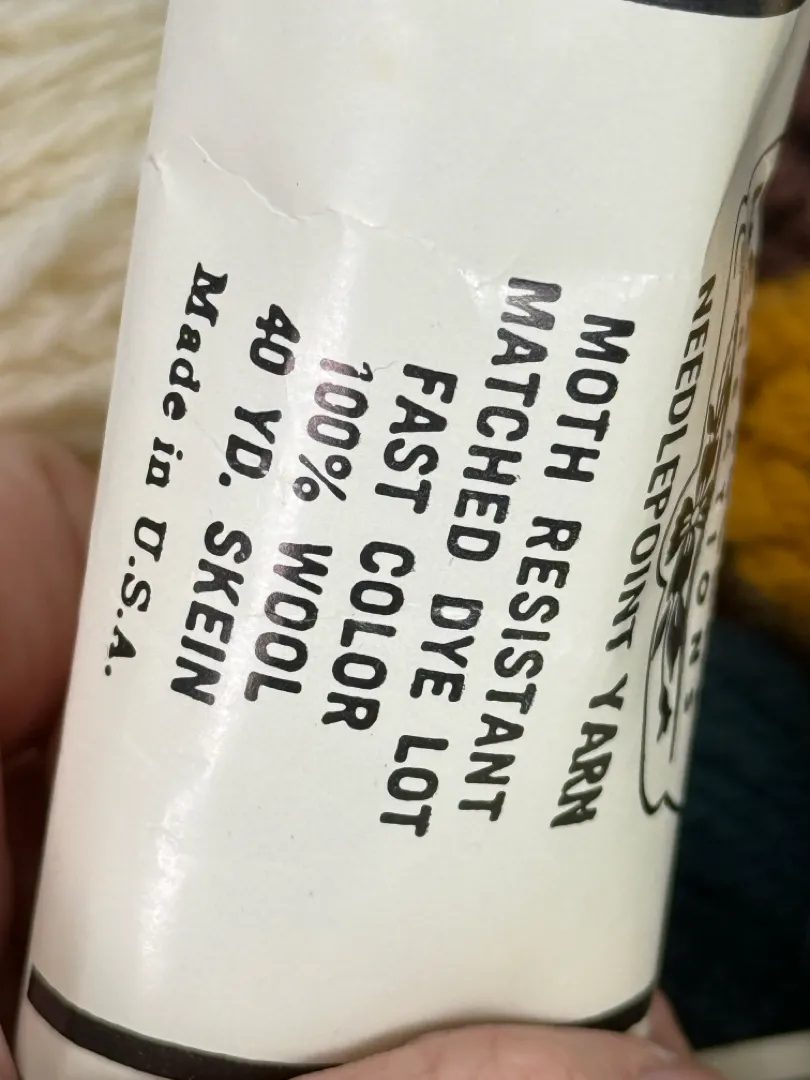 NEEDLEPOINT YARN
MOTH RESISTANT
MATCHED DYE LOT
FAST COLOR
100% WOOL
40 YD. SKEIN
Made in U.S.A.